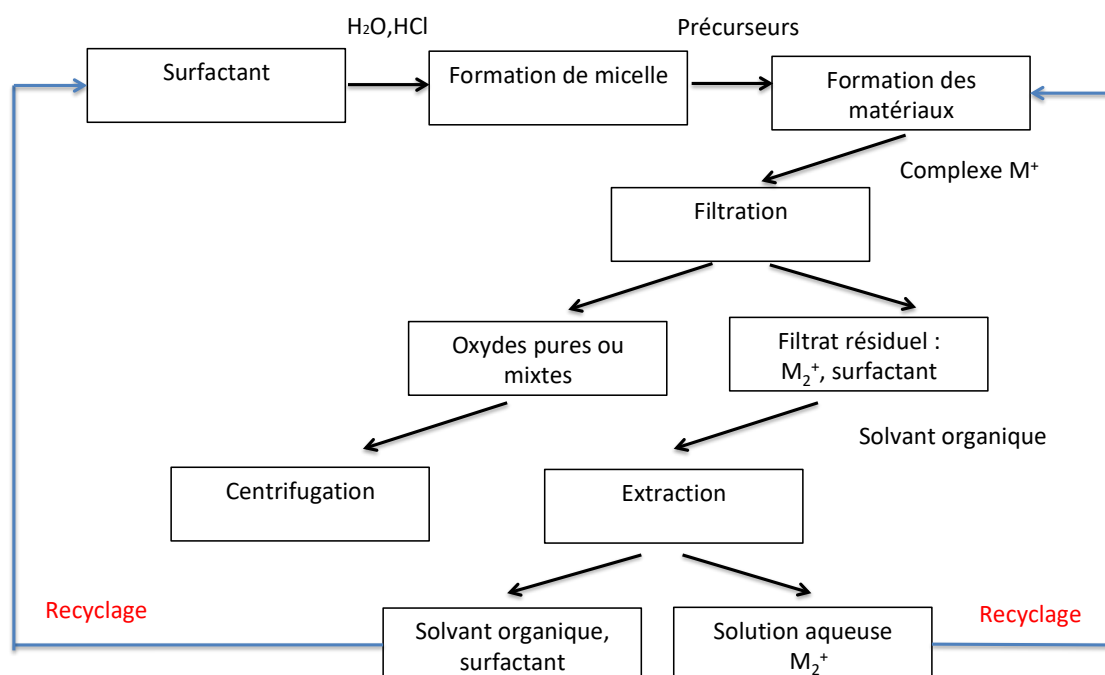 H₂O,HCl
Précurseurs
Surfactant
Formation de micelle
Formation des
matériaux
Complexe M⁺
Filtration
Oxydes pures ou
mixtes
Filtrat résiduel :
M₂⁺, surfactant
Solvant organique
Centrifugation
Extraction
Recyclage
Recyclage
Solvant organique,
surfactant
Solution aqueuse
M₂⁺